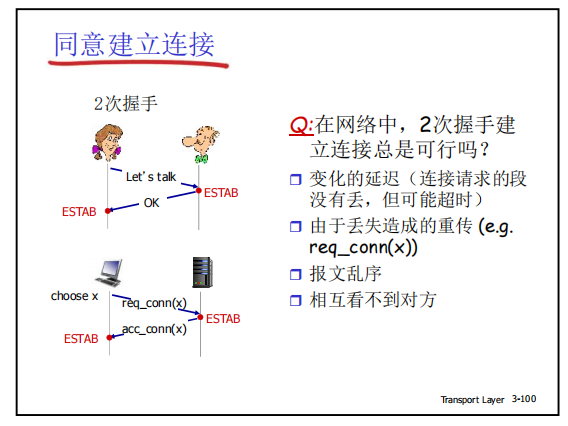 同意建立连接
2次握手
Let's talk
ESTAB
OK
ESTAB
choose x
req_conn(x)
ESTAB
acc_conn(x)
ESTAB
Q:在网络中，2次握手建
立连接总是可行吗？
变化的延迟（连接请求的段
没有丢，但可能超时）
由于丢失造成的重传 (e.g.
req_conn(x))
报文乱序
相互看不到对方
Transport Layer 3-100